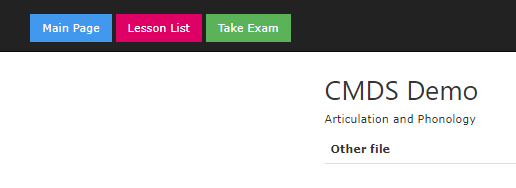 Main Page Lesson List Take Exam
CMDS Demo
Articulation and Phonology
Other file